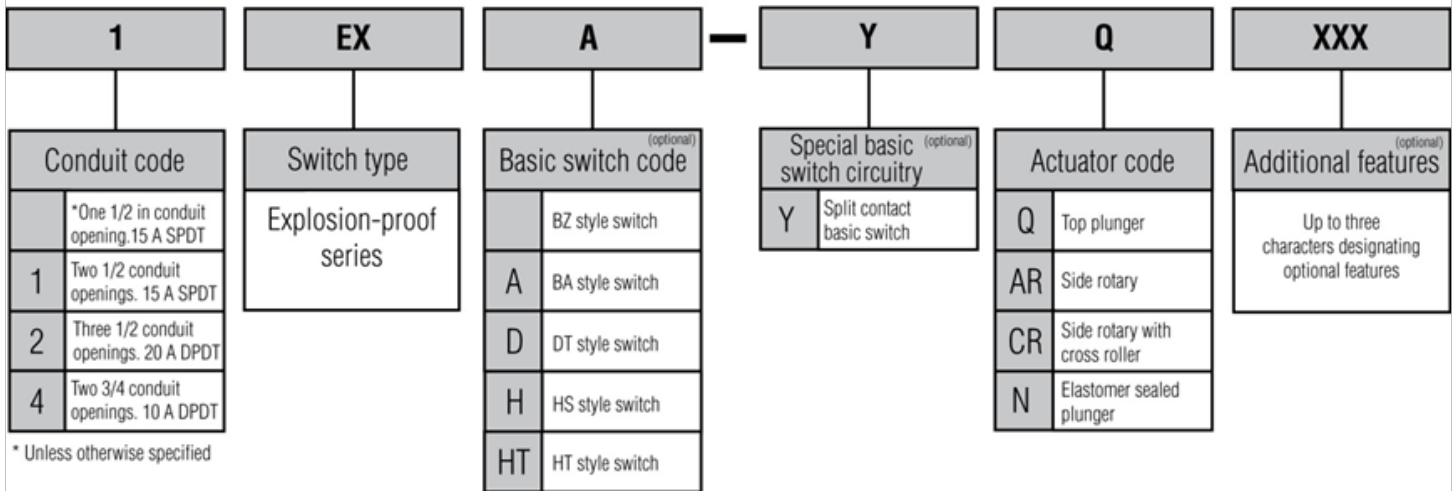 1 EX A – Y Q XXX
Conduit code
*One 1/2 in conduit
opening.15 A SPDT
1 Two 1/2 conduit
openings. 15 A SPDT
2 Three 1/2 conduit
openings. 20 A DPDT
4 Two 3/4 conduit
openings. 10 A DPDT
* Unless otherwise specified
Switch type
Explosion-proof
series
(optional)
Basic switch code
BZ style switch
A BA style switch
D DT style switch
H HS style switch
HT HT style switch
Special basic (optional)
switch circuitry
Y Split contact
basic switch
Actuator code
Q Top plunger
AR Side rotary
CR Side rotary with
cross roller
N Elastomer sealed
plunger
(optional)
Additional features
Up to three
characters designating
optional features